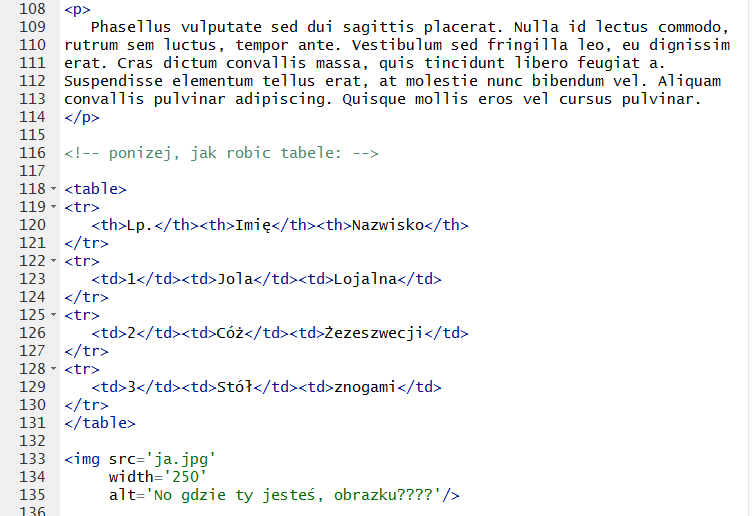 108 <p>
109 Phasellus vulputate sed dui sagittis placerat. Nulla id lectus commodo,
110 rutrum sem luctus, tempor ante. Vestibulum sed fringilla leo, eu dignissim
111 erat. Cras dictum convallis massa, quis tincidunt libero feugiat a.
112 Suspendisse elementum tellus erat, at molestie nunc bibendum vel. Aliquam
113 convallis pulvinar adipiscing. Quisque mollis eros vel cursus pulvinar.
114 </p>
115
116 <!-- ponizej, jak robic tabele: -->
117
118 <table>
119 <tr>
120 <th>Lp.</th><th>Imię</th><th>Nazwisko</th>
121 </tr>
122 <tr>
123 <td>1</td><td>Jola</td><td>Lojalna</td>
124 </tr>
125 <tr>
126 <td>2</td><td>Cóż</td><td>Żezeszwecji</td>
127 </tr>
128 <tr>
129 <td>3</td><td>Stół</td><td>znogami</td>
130 </tr>
131 </table>
132
133 <img src='ja.jpg'
134 width='250'
135 alt='No gdzie ty jesteś, obrazku????'/>
136